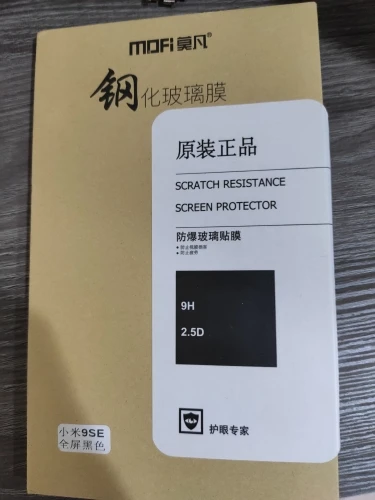 mofi莫凡®
钢化玻璃膜
原装正品
SCRATCH RESISTANCE
SCREEN PROTECTOR
防爆玻璃贴膜
9H
2.5D
护眼专家
小米9SE
全屏黑色